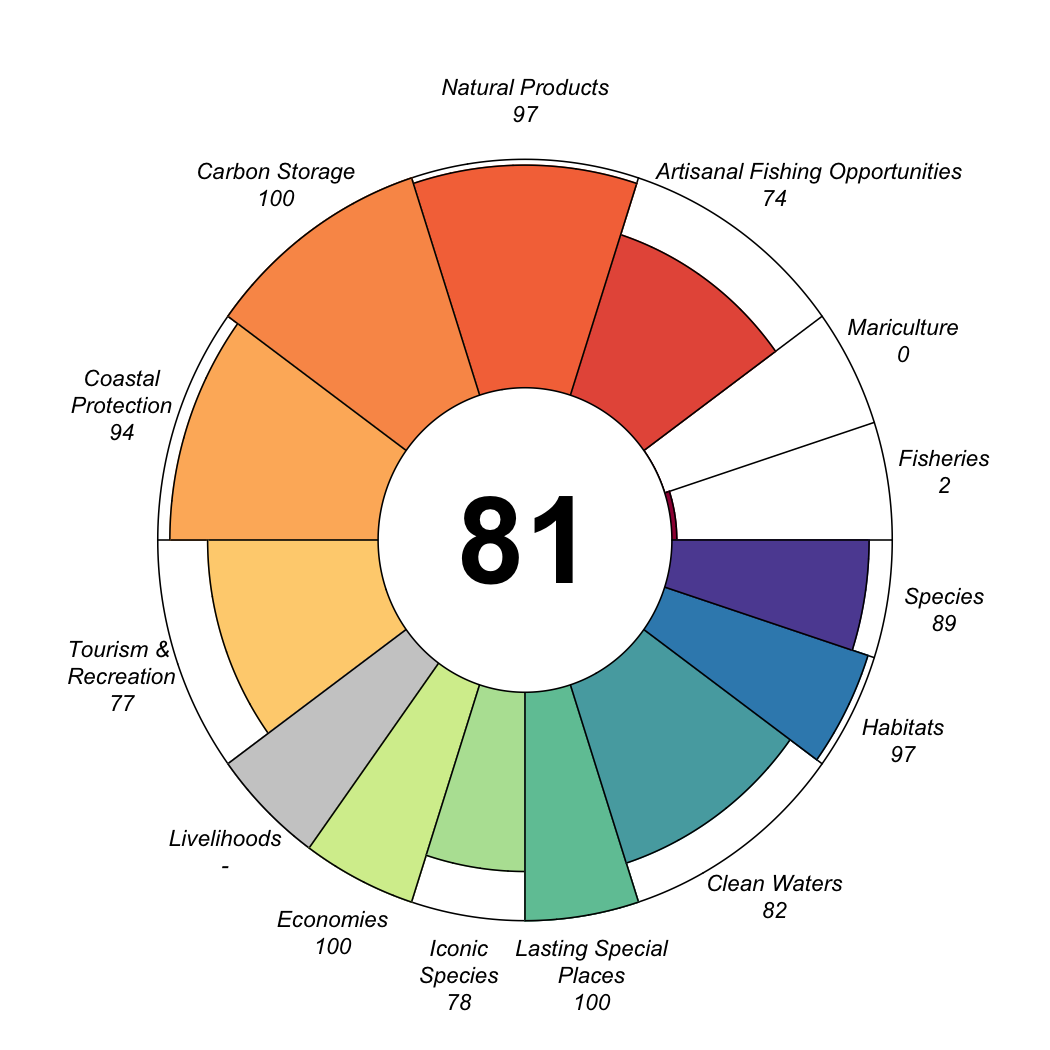 Natural Products
97
Carbon Storage
100
Artisanal Fishing Opportunities
74
Mariculture
0
Coastal
Protection
94
Fisheries
2
81
Species
89
Tourism &
Recreation
77
Habitats
97
Livelihoods
-
Clean Waters
82
Economies
100
Iconic
Species
78
Lasting Special
Places
100